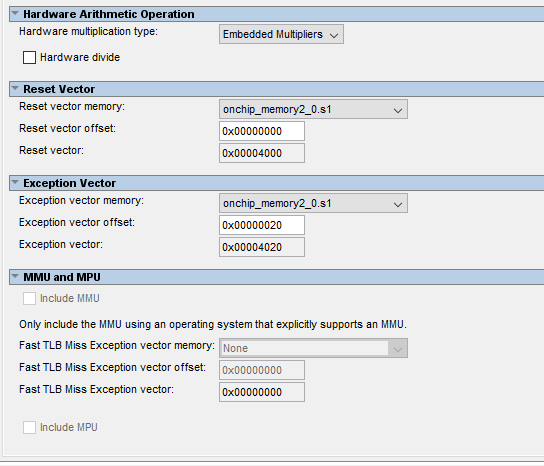 Hardware Arithmetic Operation
Hardware multiplication type: Embedded Multipliers
Hardware divide
Reset Vector
Reset vector memory: onchip_memory2_0.s1
Reset vector offset: 0x00000000
Reset vector: 0x00004000
Exception Vector
Exception vector memory: onchip_memory2_0.s1
Exception vector offset: 0x00000020
Exception vector: 0x00004020
MMU and MPU
Include MMU
Only include the MMU using an operating system that explicitly supports an MMU.
Fast TLB Miss Exception vector memory: None
Fast TLB Miss Exception vector offset: 0x00000000
Fast TLB Miss Exception vector: 0x00000000
Include MPU